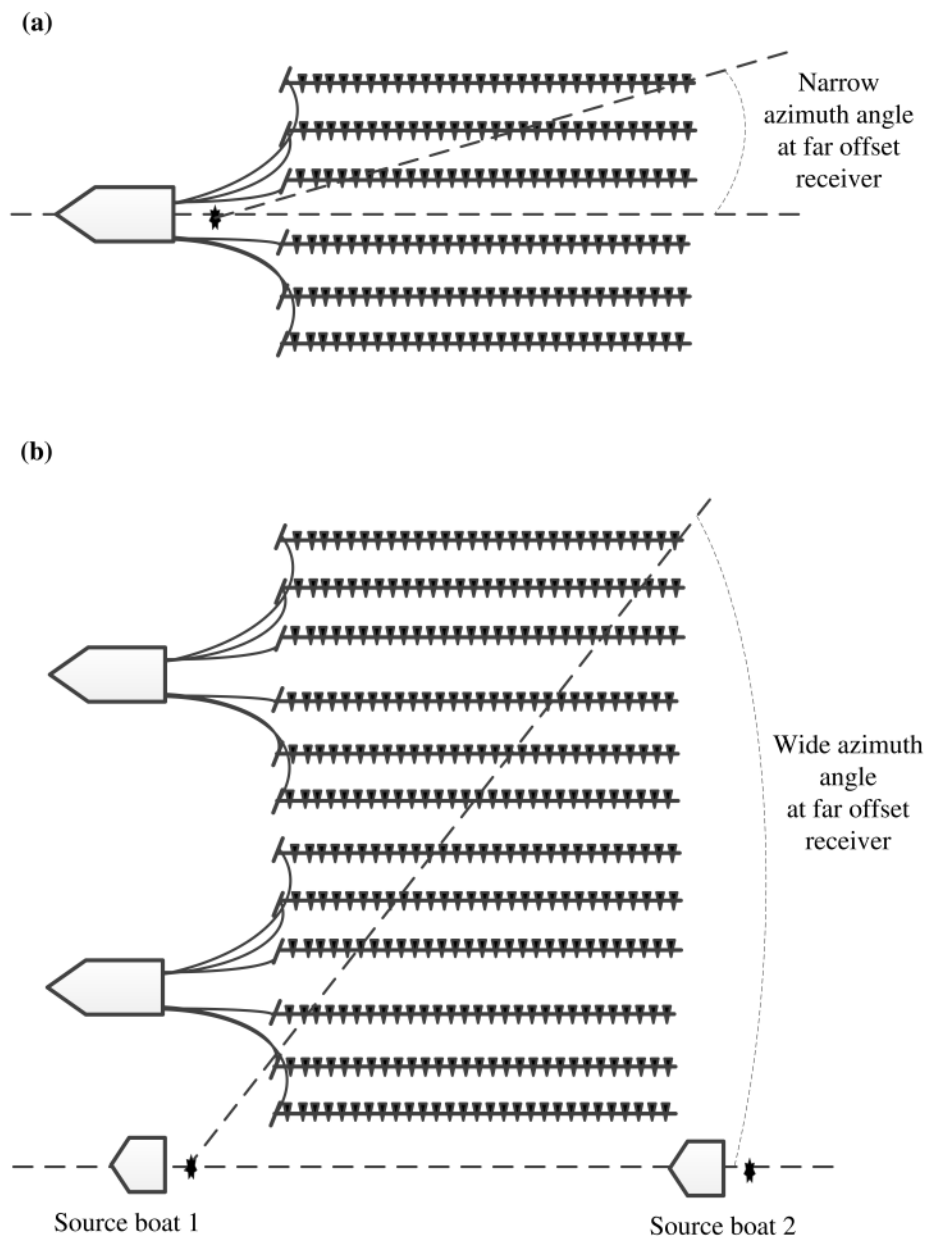 (a)
Narrow
azimuth angle
at far offset
receiver
(b)
Wide azimuth
angle
at far offset
receiver
Source boat 1
Source boat 2